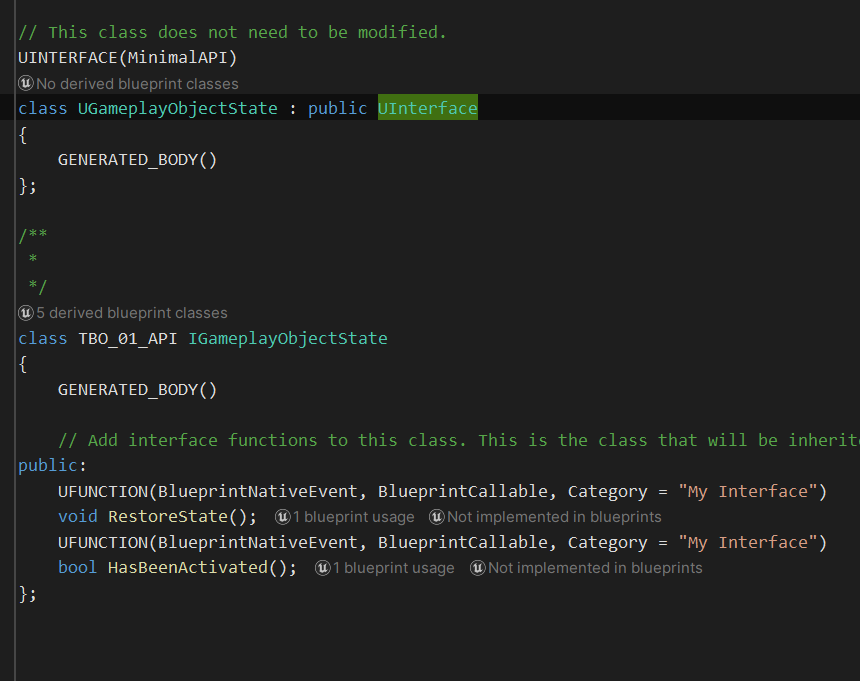 // This class does not need to be modified.
UINTERFACE(MinimalAPI)
No derived blueprint classes
class UGameplayObjectState : public UInterface
{
GENERATED_BODY()
};
/**
*
*/
5 derived blueprint classes
class TBO_01_API IGameplayObjectState
{
GENERATED_BODY()
// Add interface functions to this class. This is the class that will be inherite
public:
UFUNCTION(BlueprintNativeEvent, BlueprintCallable, Category = "My Interface")
void RestoreState(); 1 blueprint usage Not implemented in blueprints
UFUNCTION(BlueprintNativeEvent, BlueprintCallable, Category = "My Interface")
bool HasBeenActivated(); 1 blueprint usage Not implemented in blueprints
};